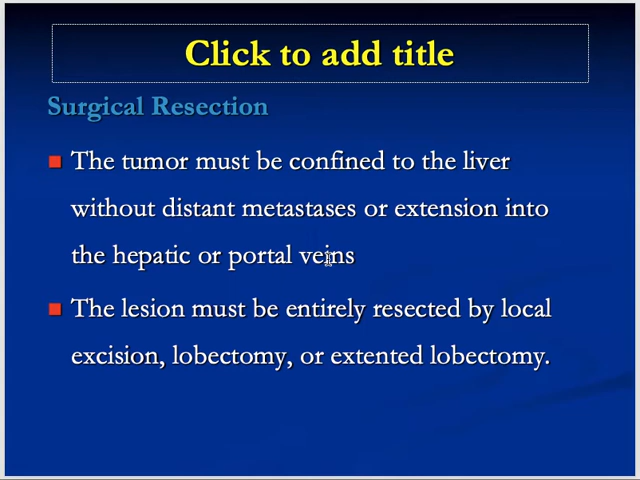 Click to add title
Surgical Resection
The tumor must be confined to the liver
without distant metastases or extension into
the hepatic or portal veins
The lesion must be entirely resected by local
excision, lobectomy, or extented lobectomy.